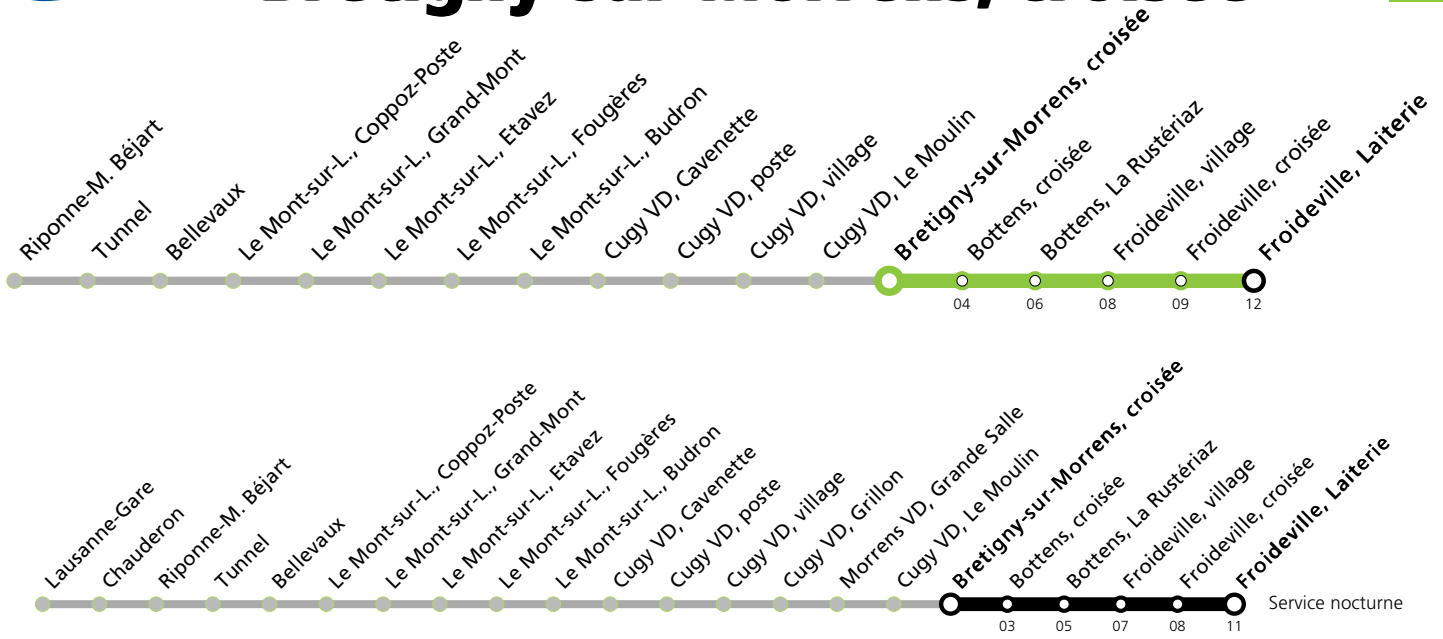 Bretigny-sur-Morrens, croisée
Riponne-M. Béjart
Tunnel
Bellevaux
Le Mont-sur-L., Coppoz-Poste
Le Mont-sur-L., Grand-Mont
Le Mont-sur-L., Etavez
Le Mont-sur-L., Fougères
Le Mont-sur-L., Budron
Cugy VD, Cavenette
Cugy VD, poste
Cugy VD, village
Cugy VD, Le Moulin
Bretigny-sur-Morrens, croisée
Bottens, croisée
Bottens, La Rustériaz
Froideville, village
Froideville, croisée
Froideville, Laiterie
04 06 08 09 12
Lausanne-Gare
Chauderon
Riponne-M. Béjart
Tunnel
Bellevaux
Le Mont-sur-L., Coppoz-Poste
Le Mont-sur-L., Grand-Mont
Le Mont-sur-L., Etavez
Le Mont-sur-L., Fougères
Le Mont-sur-L., Budron
Cugy VD, Cavenette
Cugy VD, poste
Cugy VD, village
Cugy VD, Grillon
Morrens VD, Grande Salle
Cugy VD, Le Moulin
Bretigny-sur-Morrens, croisée
Bottens, croisée
Bottens, La Rustériaz
Froideville, village
Froideville, croisée
Froideville, Laiterie
Service nocturne
03 05 07 08 11